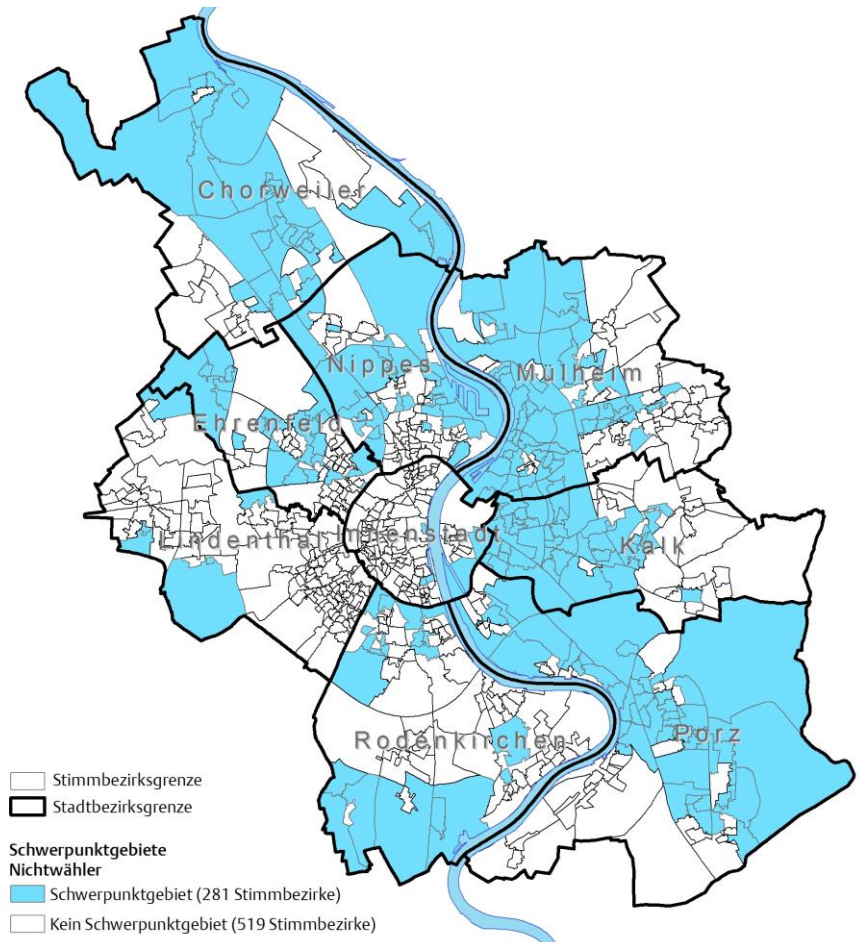 Chorweiler
Nippes
Mülheim
Ehrenfeld
Lindenthal
Innenstadt
Kalk
Rodenkirchen
Porz
Stimmbezirksgrenze
Stadtbezirksgrenze
Schwerpunktgebiete
Nichtwähler
Schwerpunktgebiet (281 Stimmbezirke)
Kein Schwerpunktgebiet (519 Stimmbezirke)